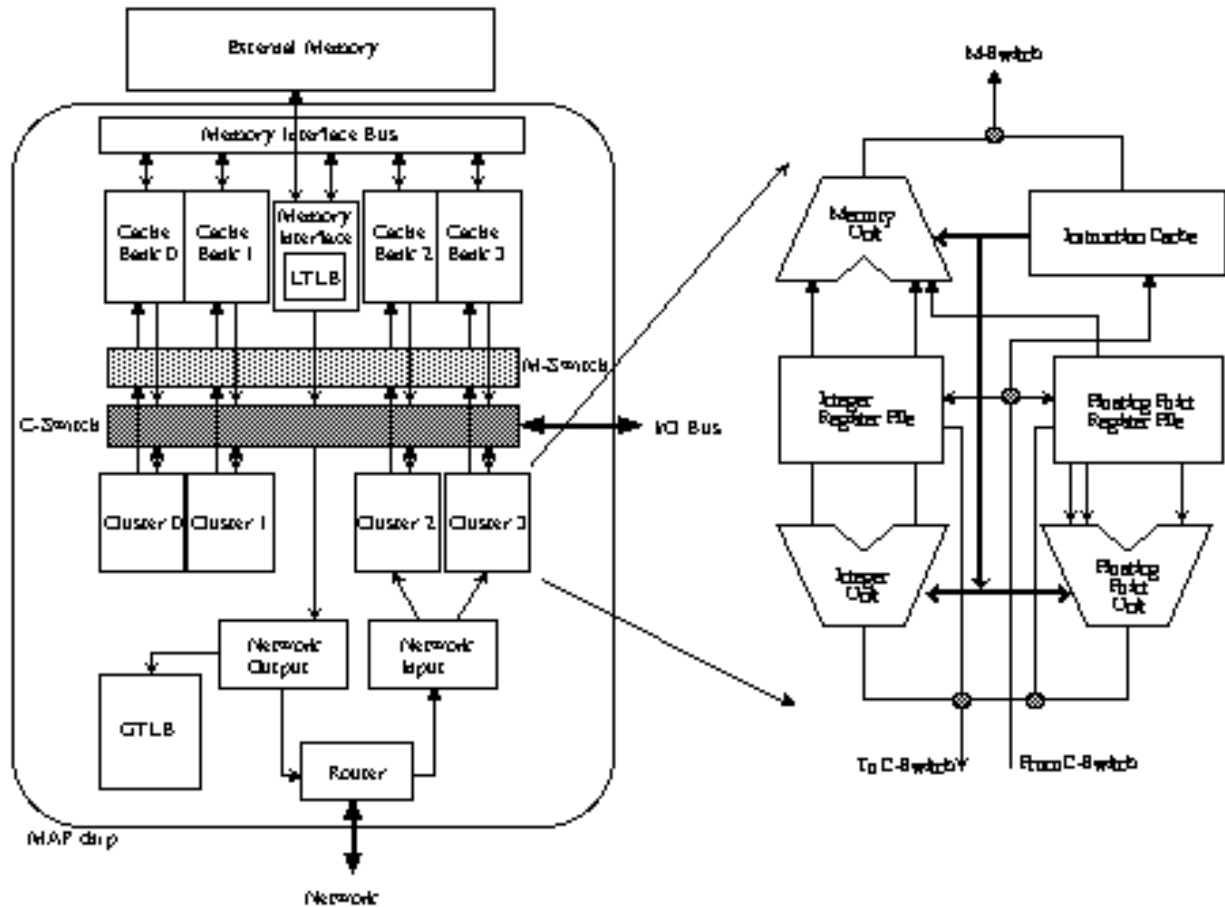 External Memory
Memory Interface Bus
Cache
Bank 0
Cache
Bank 1
Memory
Interface
LTLB
Cache
Bank 2
Cache
Bank 3
M-Switch
C-Switch
I/O Bus
Cluster 0
Cluster 1
Cluster 2
Cluster 3
Network
Output
Network
Input
GTLB
Router
MAP chip
Network
M-Switch
Memory
Unit
Instruction Cache
Integer
Register File
Floating Point
Register File
Integer
Unit
Floating
Point
Unit
To C-Switch
From C-Switch